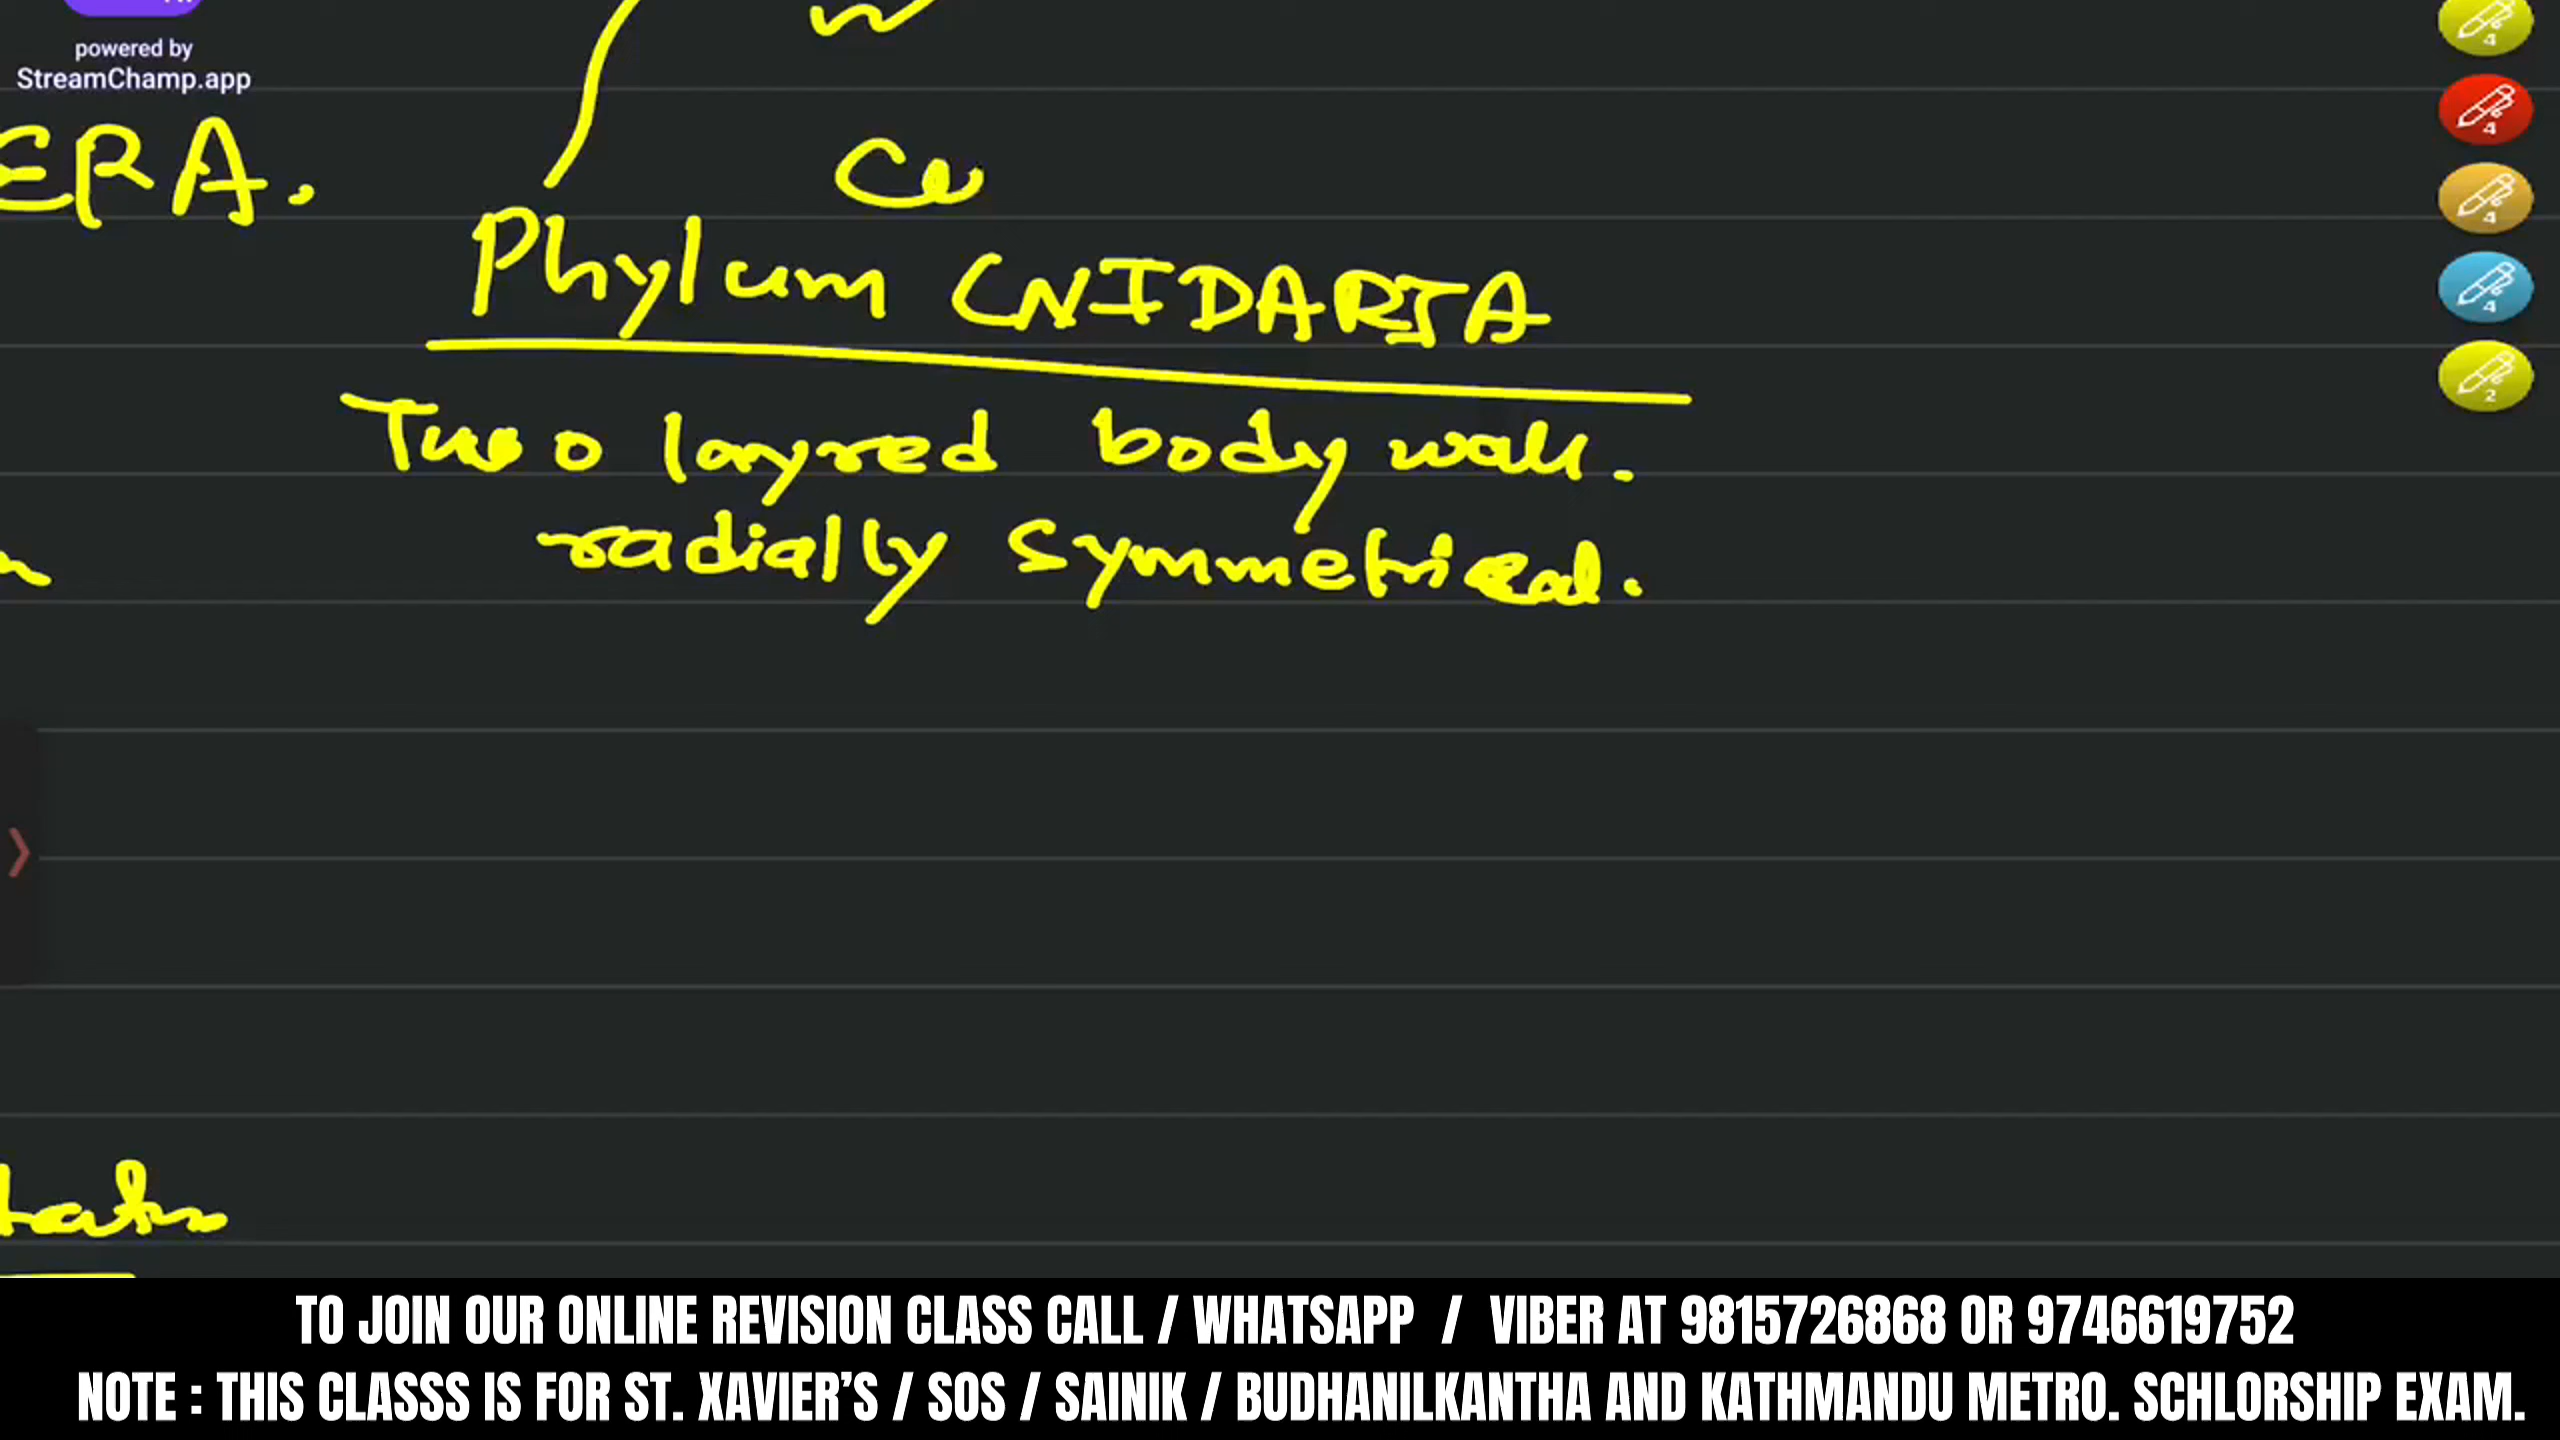 powered by
StreamChamp.app
ERA.
Phylum CNIDARIA
Two layred body wall.
radially symmetrical.
TO JOIN OUR ONLINE REVISION CLASS CALL / WHATSAPP / VIBER AT 9815726868 OR 9746619752
NOTE : THIS CLASSS IS FOR ST. XAVIER'S / SOS / SAINIK / BUDHANILKANTHA AND KATHMANDU METRO. SCHLORSHIP EXAM.